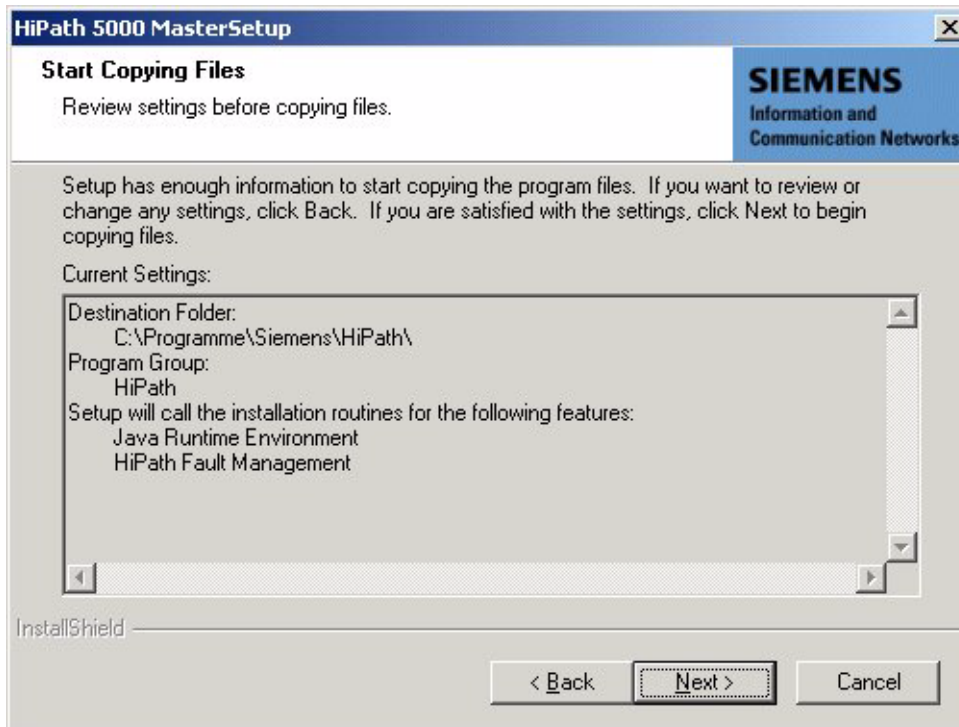 HiPath 5000 MasterSetup
Start Copying Files
Review settings before copying files.
SIEMENS
Information and
Communication Networks
Setup has enough information to start copying the program files.  If you want to review or
change any settings, click Back.  If you are satisfied with the settings, click Next to begin
copying files.
Current Settings:
Destination Folder:
C:\Programme\Siemens\HiPath\
Program Group:
HiPath
Setup will call the installation routines for the following features:
Java Runtime Environment
HiPath Fault Management
InstallShield
< Back
Next >
Cancel